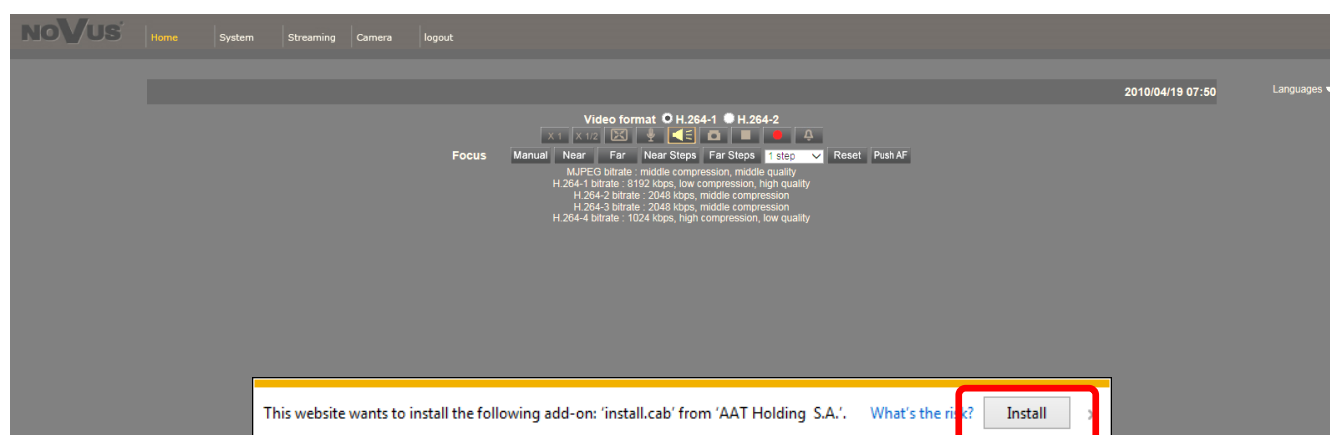 NOVUS Home System Streaming Camera logout
2010/04/19 07:50 Languages
Video format H.264-1 H.264-2
X 1 X 1/2
Focus Manual Near Far Near Steps Far Steps 1 step Reset Push AF
MJPEG bitrate : middle compression, middle quality
H.264-1 bitrate : 8192 kbps, low compression, high quality
H.264-2 bitrate : 2048 kbps, middle compression
H.264-3 bitrate : 2048 kbps, middle compression
H.264-4 bitrate : 1024 kbps, high compression, low quality
This website wants to install the following add-on: 'install.cab' from 'AAT Holding S.A.'. What's the risk? Install ×